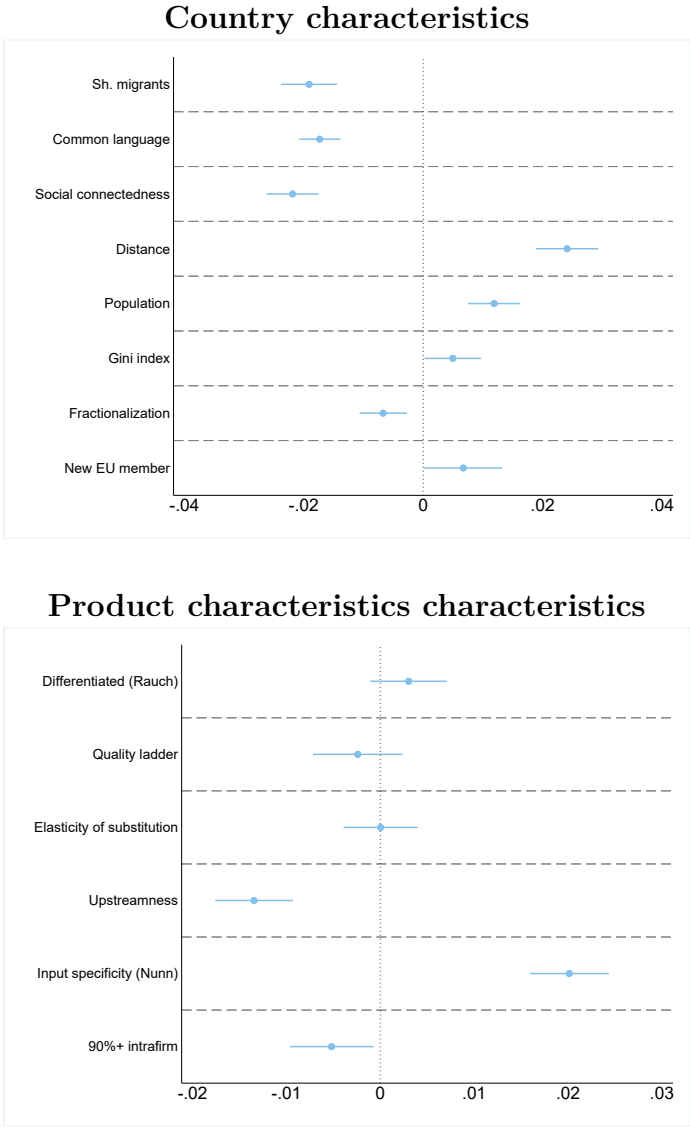 Country characteristics
Sh. migrants
Common language
Social connectedness
Distance
Population
Gini index
Fractionalization
New EU member
-.04 -.02 0 .02 .04
Product characteristics characteristics
Differentiated (Rauch)
Quality ladder
Elasticity of substitution
Upstreamness
Input specificity (Nunn)
90%+ intrafirm
-.02 -.01 0 .01 .02 .03